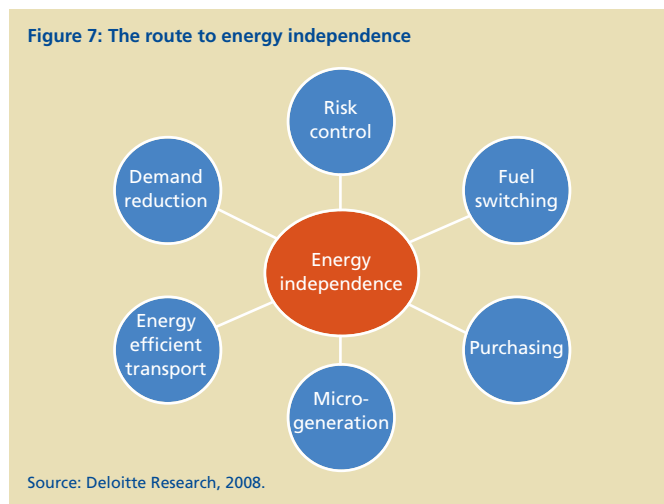 Figure 7: The route to energy independence
Risk
control
Demand
reduction
Fuel
switching
Energy
independence
Energy
efficient
transport
Purchasing
Micro-
generation
Source: Deloitte Research, 2008.